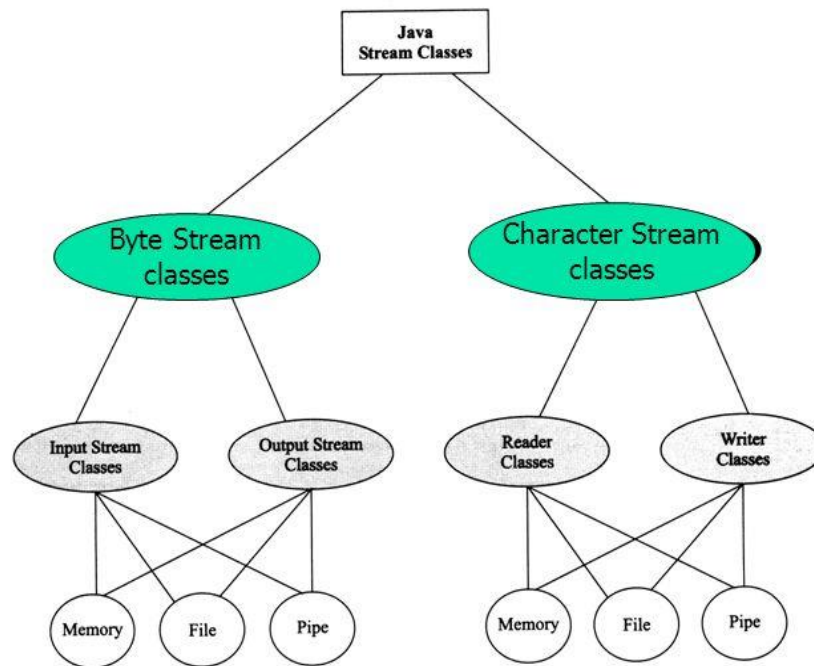 Java
Stream Classes
Byte Stream
classes
Character Stream
classes
Input Stream
Classes
Output Stream
Classes
Reader
Classes
Writer
Classes
Memory
File
Pipe
Memory
File
Pipe